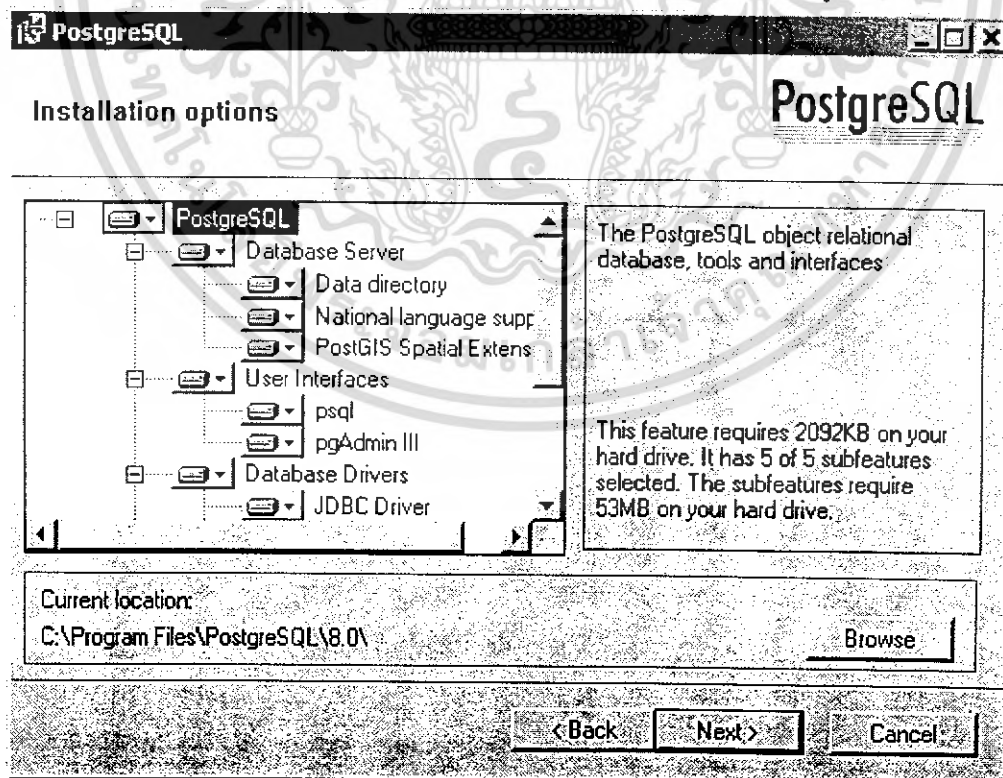 PostgreSQL
Installation options
PostgreSQL
PostgreSQL
Database Server
Data directory
National language supp
PostGIS Spatial Extens
User Interfaces
psql
pgAdmin III
Database Drivers
JDBC Driver
The PostgreSQL object relational
database, tools and interfaces
This feature requires 2092KB on your
hard drive. It has 5 of 5 subfeatures
selected. The subfeatures require
53MB on your hard drive.
Current location:
C:\Program Files\PostgreSQL\8.0\
Browse
< Back
Next >
Cancel